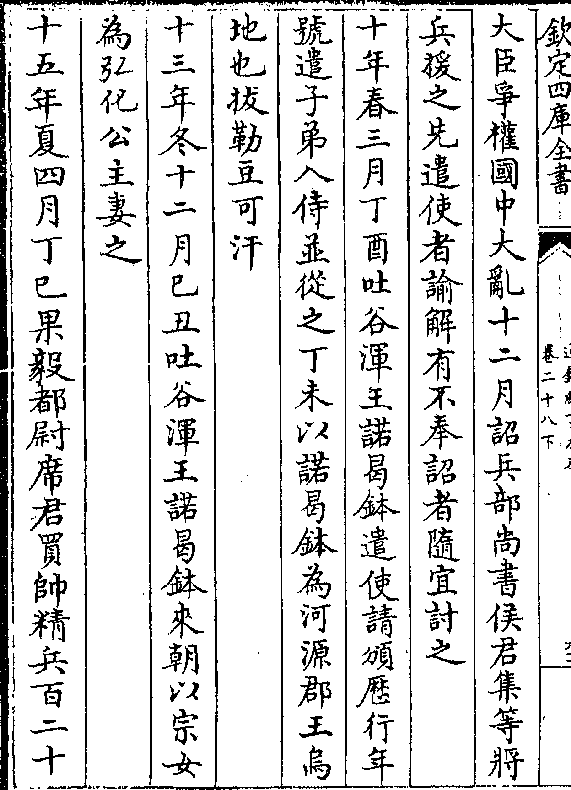 欽定四庫全書
卷二十八下
大臣爭權國中大亂十二月詔兵部尚書侯君集等將
兵援之先遣使者諭解有不奉詔者隨宜討之
十年春三月丁酉吐谷渾王諾曷鉢遣使請頒厯行年
號遣子弟入侍並從之丁未以諾曷鉢為河源郡王烏
地也拔勒豆可汗
十三年冬十二月己丑吐谷渾王諾曷鉢來朝以宗女
為弘化公主妻之
十五年夏四月丁巳果毅都尉席君買帥精兵百二十